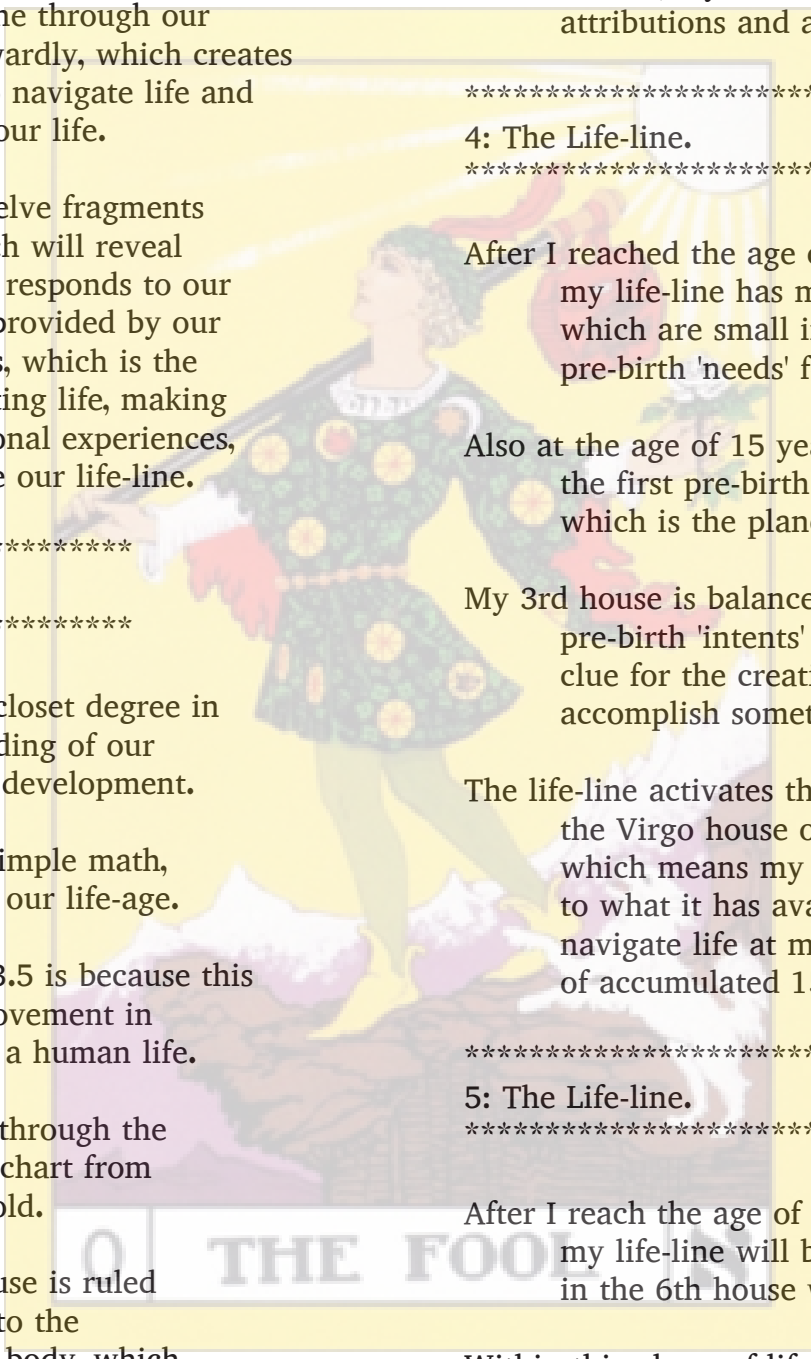 ne through our
wardly, which creates
navigate life and
our life.
elve fragments
ch will reveal
responds to our
provided by our
s, which is the
ting life, making
onal experiences,
e our life-line.
*********
*********
closet degree in
ding of our
development.
imple math,
our life-age.
3.5 is because this
ovement in
a human life.
through the
chart from
old.
use is ruled
to the
body, which
attributions and a
***********************
4: The Life-line.
***********************
After I reached the age
my life-line has m
which are small i
pre-birth 'needs' f
Also at the age of 15 yea
the first pre-birth
which is the plane
My 3rd house is balance
pre-birth 'intents'
clue for the creati
accomplish somet
The life-line activates th
the Virgo house o
which means my
to what it has ava
navigate life at m
of accumulated 1
***********************
5: The Life-line.
***********************
After I reach the age of
my life-line will b
in the 6th house w
0
THE FOOL
א